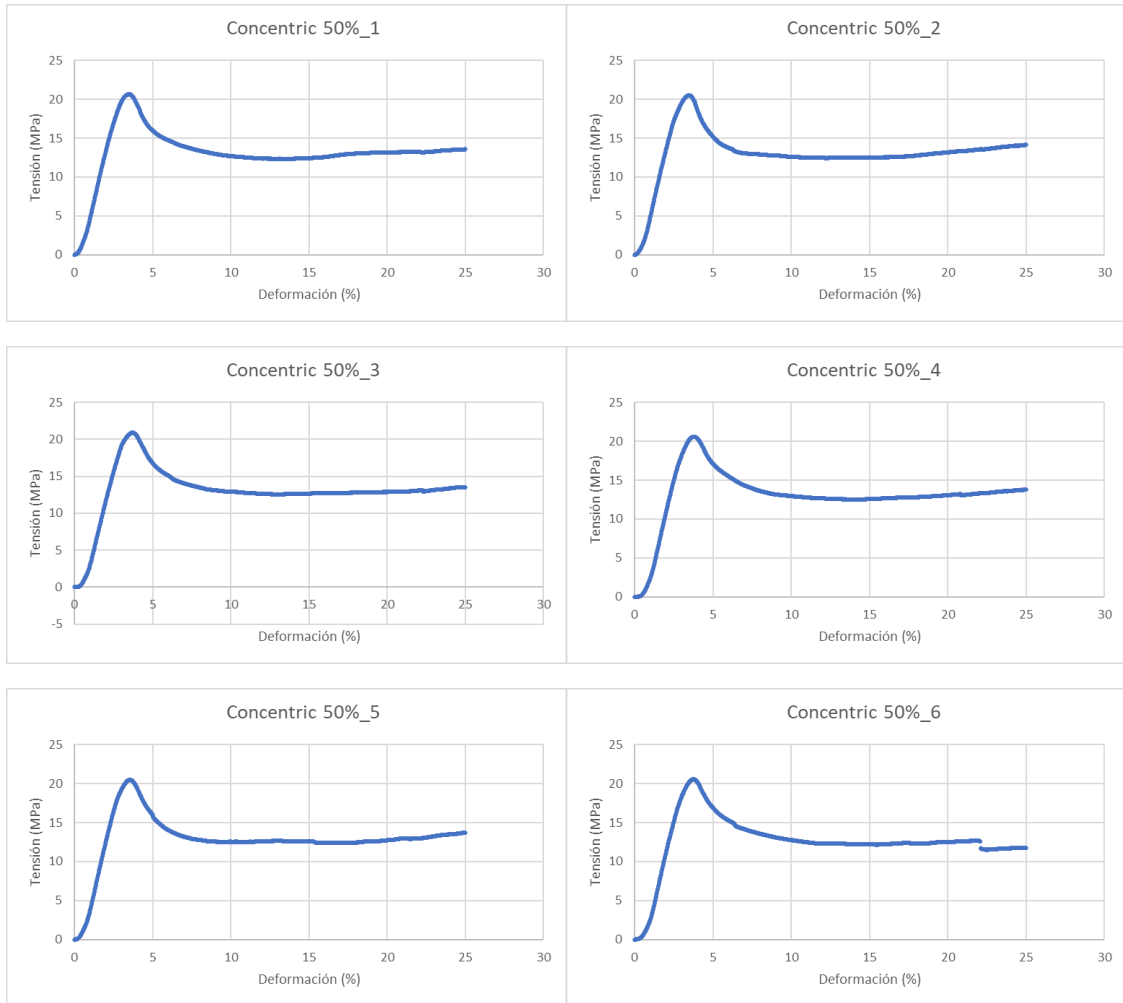 Concentric 50%_1
25
20
15
10
5
0
0 5 10 15 20 25 30
Tensión (MPa)
Deformación (%)
Concentric 50%_2
25
20
15
10
5
0
0 5 10 15 20 25 30
Tensión (MPa)
Deformación (%)
Concentric 50%_3
25
20
15
10
5
0
-5
0 5 10 15 20 25 30
Tensión (MPa)
Deformación (%)
Concentric 50%_4
25
20
15
10
5
0
0 5 10 15 20 25 30
Tensión (MPa)
Deformación (%)
Concentric 50%_5
25
20
15
10
5
0
0 5 10 15 20 25 30
Tensión (MPa)
Deformación (%)
Concentric 50%_6
25
20
15
10
5
0
0 5 10 15 20 25 30
Tensión (MPa)
Deformación (%)